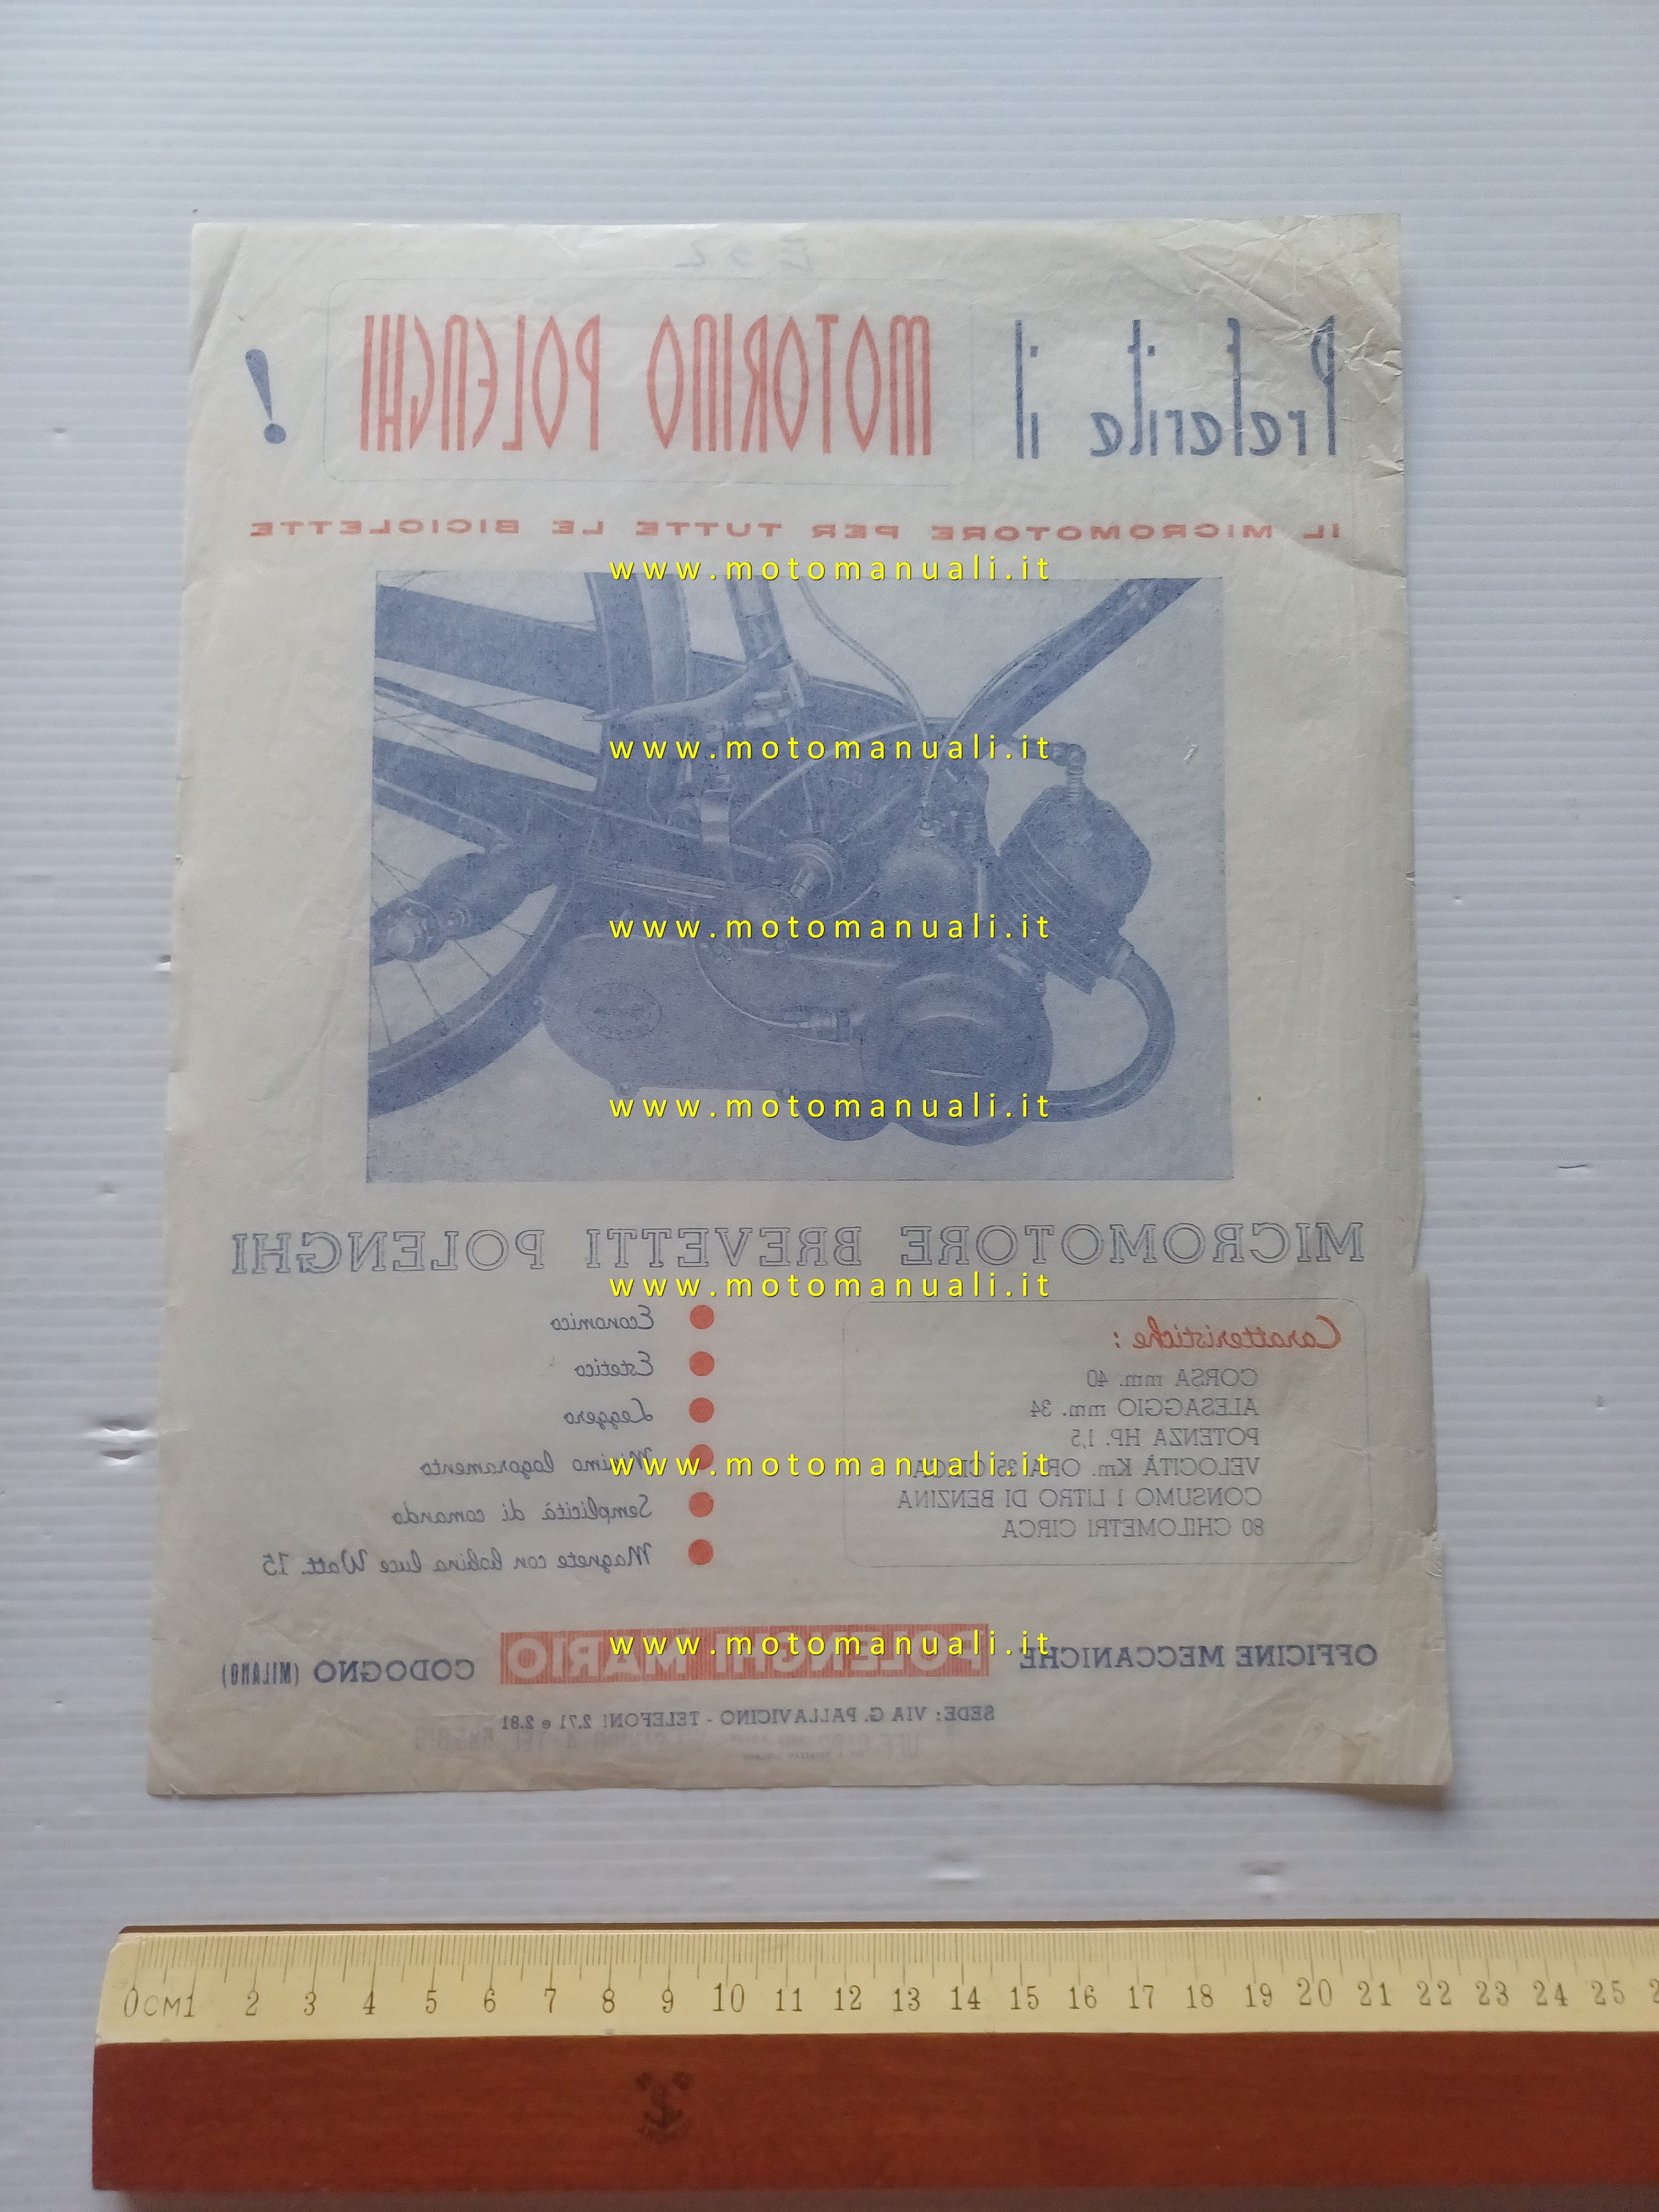 Preferite il MOTORINO POLENGHI !
IL MICROMOTORE PER TUTTE LE BICICLETTE
www.motomanuali.it
www.motomanuali.it
www.motomanuali.it
www.motomanuali.it
MICROMOTORE BREVETTI POLENGHI
www.motomanuali.it
Caratteristiche:
CORSA mm. 40
ALESAGGIO mm. 34
POTENZA HP. 1,5
VELOCITÀ Km. ORA 35 CIRCA
CONSUMO 1 LITRO DI BENZINA
80 CHILOMETRI CIRCA
Economico
Estetico
Leggero
Minimo logoramento
Semplicità di comando
Magnete con bobina luce Watt. 15
www.motomanuali.it
OFFICINE MECCANICHE POLENGHI MARIO CODOGNO (MILANO)
www.motomanuali.it
SEDE: VIA G. PALLAVICINO - TELEFONI 2.71 e 2.81
0CM1 2 3 4 5 6 7 8 9 10 11 12 13 14 15 16 17 18 19 20 21 22 23 24 25